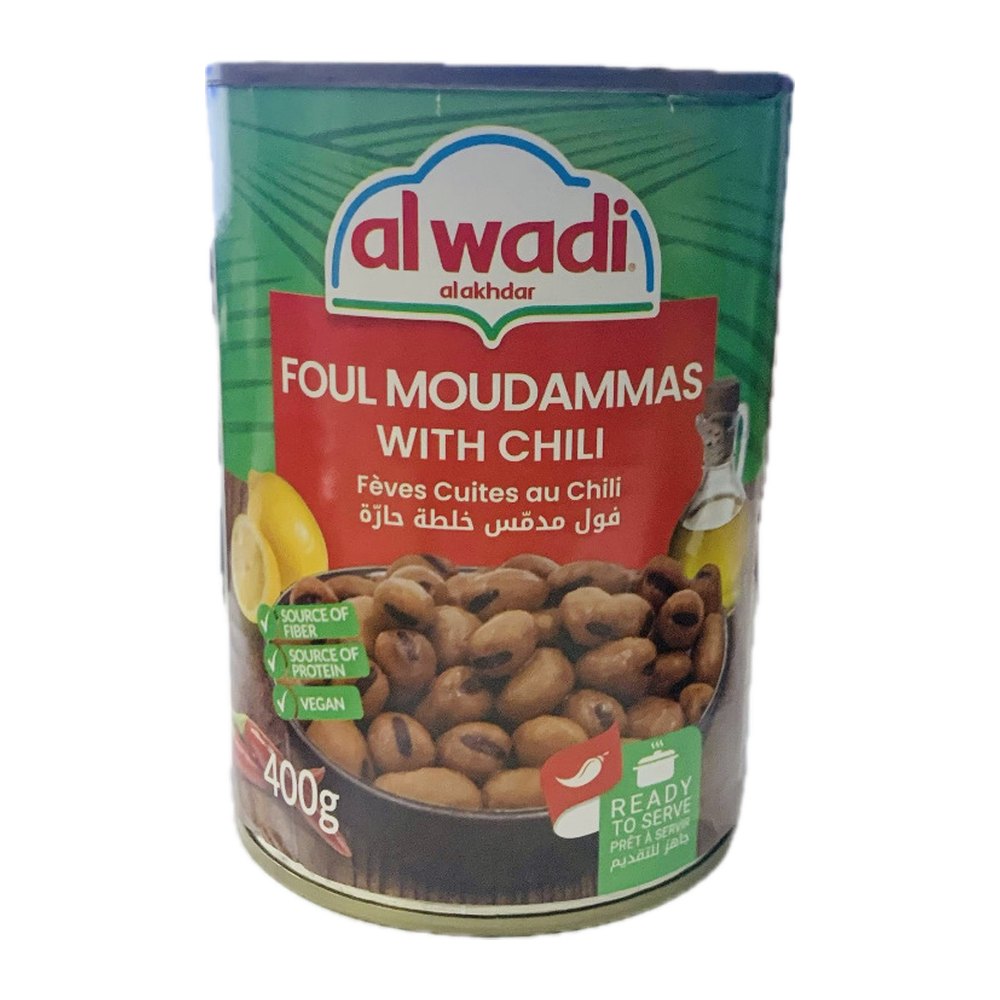 al wadi
al akhdar
FOUL MOUDAMMAS
WITH CHILI
Fèves Cuites au Chili
فول مدمّس خلطة حارّة
SOURCE OF
FIBER
SOURCE OF
PROTEIN
VEGAN
400g
READY
TO SERVE
PRÊT À SERVIR
جاهز للتقديم